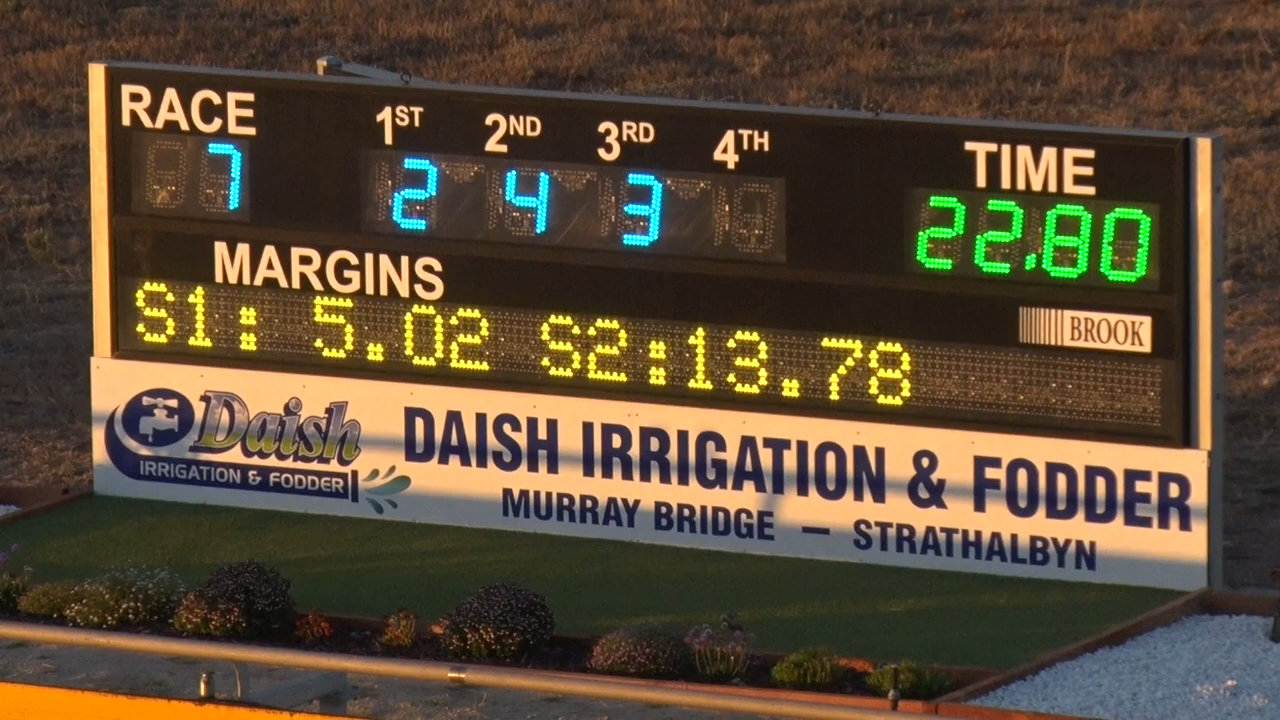 RACE 1ST 2ND 3RD 4TH TIME
7 2 4 3 22.80
MARGINS
BROOK
S1: 5.02 S2:13.78
Daish
IRRIGATION & FODDER
DAISH IRRIGATION & FODDER
MURRAY BRIDGE — STRATHALBYN